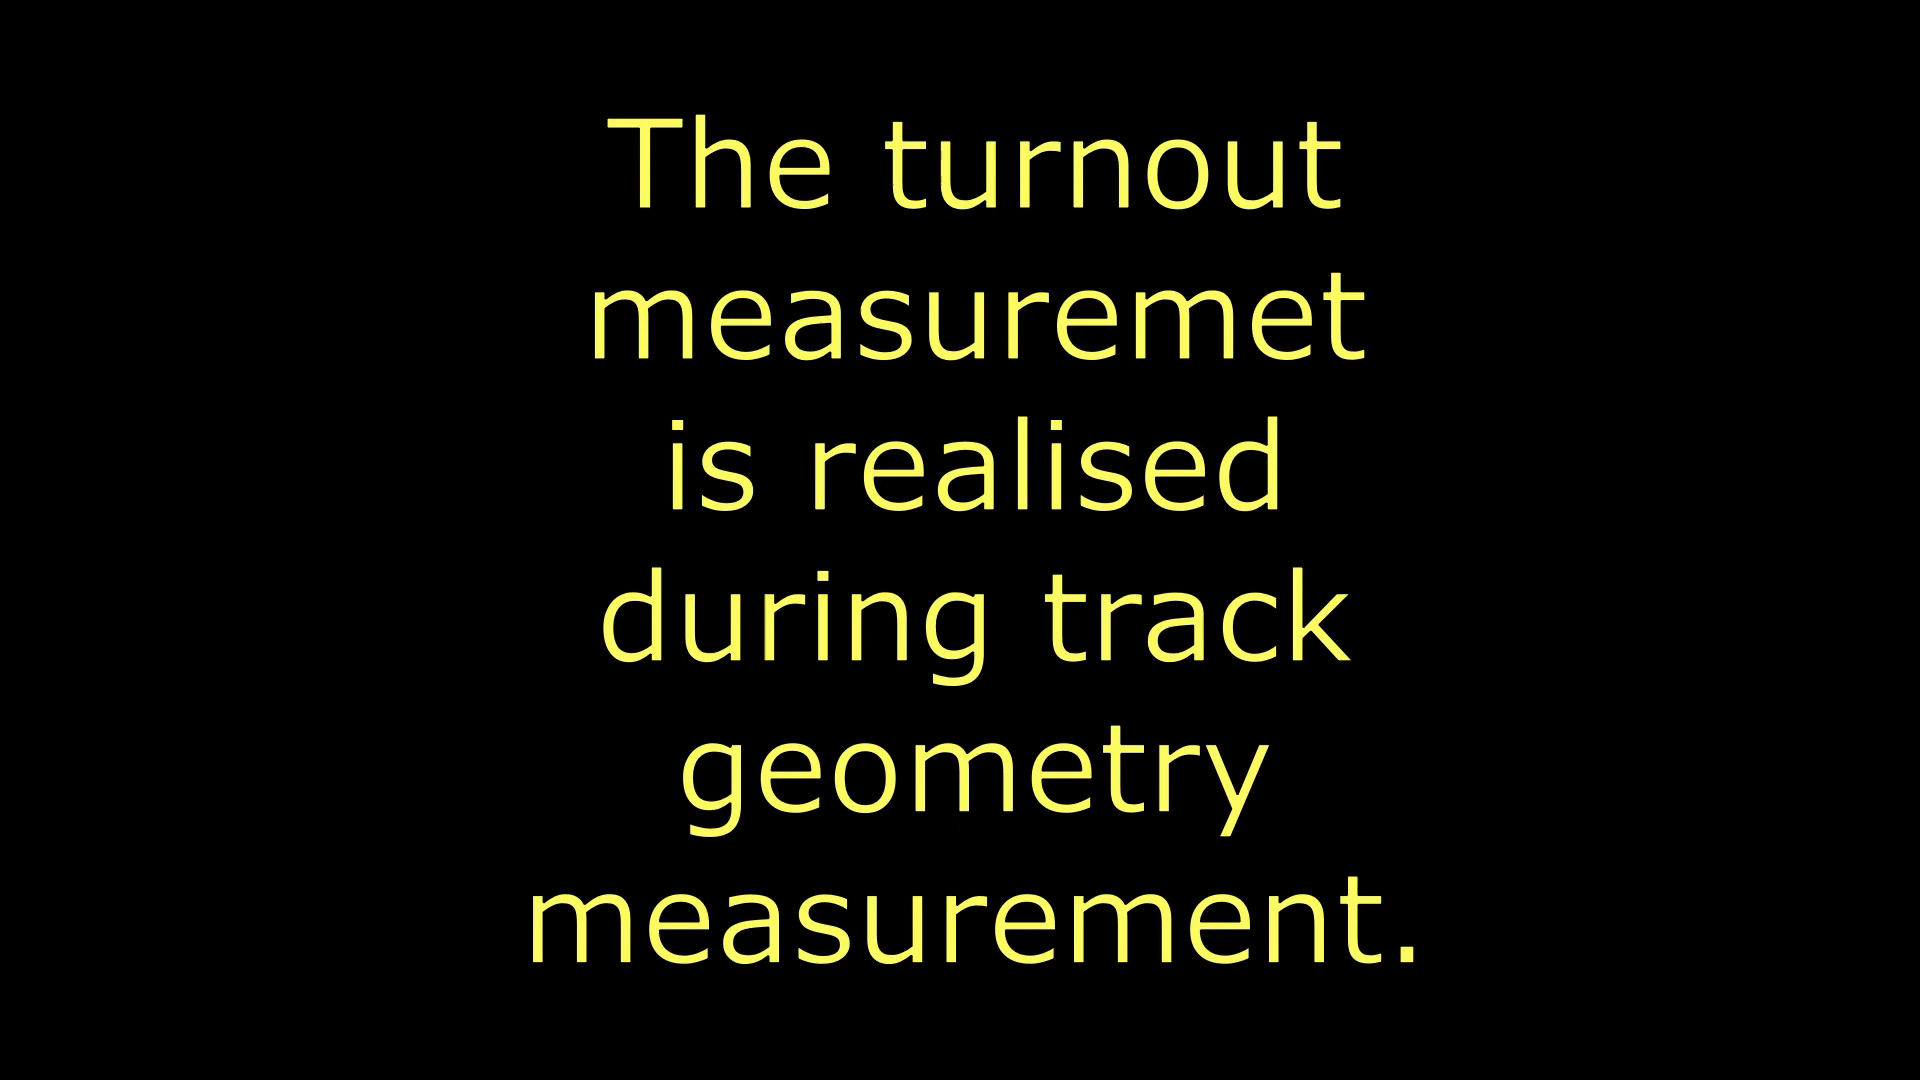 The turnout
measuremet
is realised
during track
geometry
measurement.